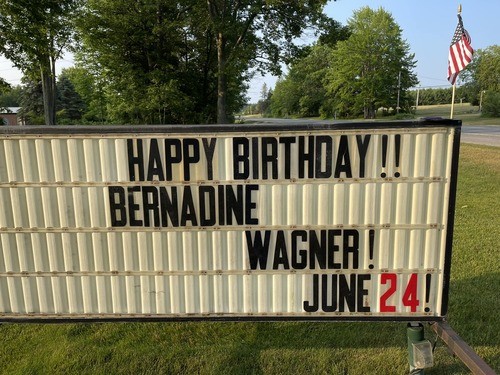 HAPPY BIRTHDAY!!
BERNADINE
WAGNER!
JUNE 24!